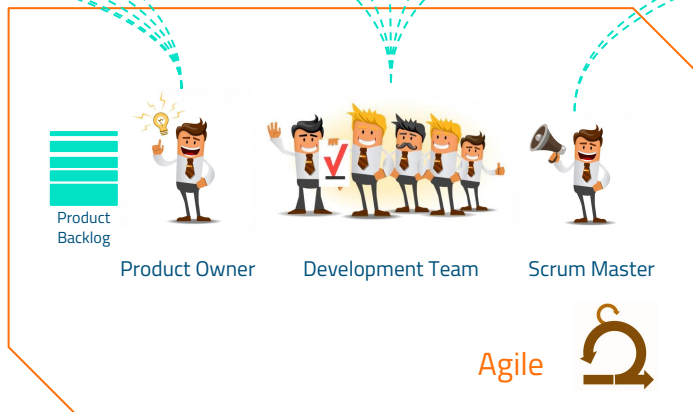 Product
Backlog
Product Owner
Development Team
Scrum Master
Agile